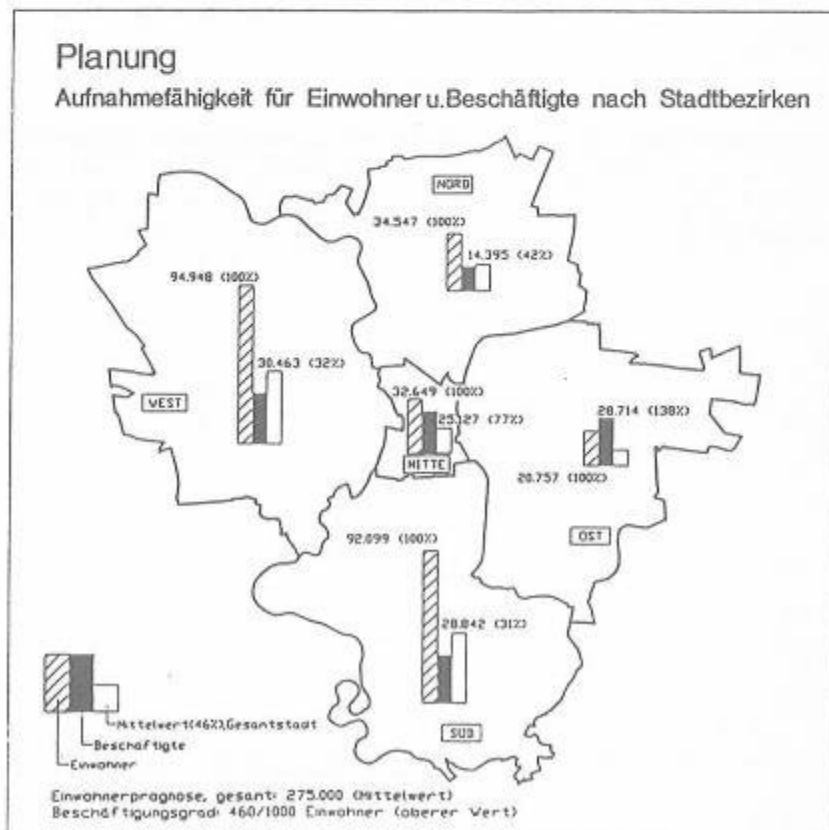 Planung
Aufnahmefähigkeit für Einwohner u.Beschäftigte nach Stadtbezirken
NORD
34.547 (100%)
14.395 (42%)
94.948 (100%)
30.463 (32%)
WEST
32.649 (100%)
25.127 (77%)
MITTE
28.714 (138%)
20.757 (100%)
OST
92.099 (100%)
28.842 (31%)
SÜD
Mittelwert(46%),Gesamtstadt
Beschäftigte
Einwohner
Einwohnerprognose, gesamt: 275.000 (Mittelwert)
Beschäftigungsgrad: 460/1000 Einwohner (oberer Wert)